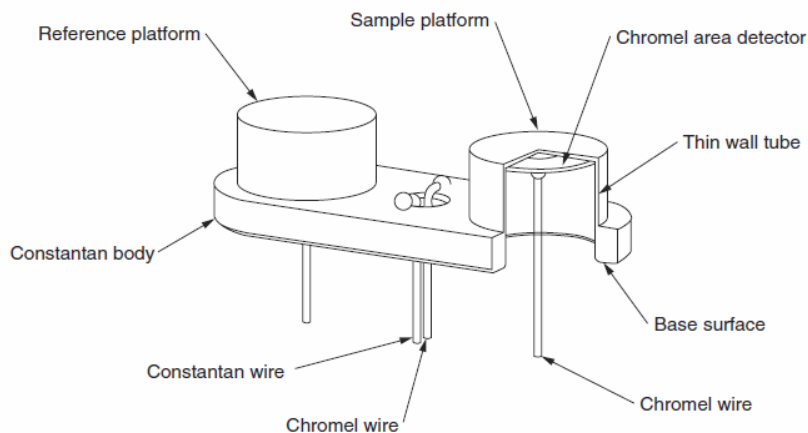 Sample platform
Reference platform
Chromel area detector
Thin wall tube
Constantan body
Base surface
Constantan wire
Chromel wire
Chromel wire